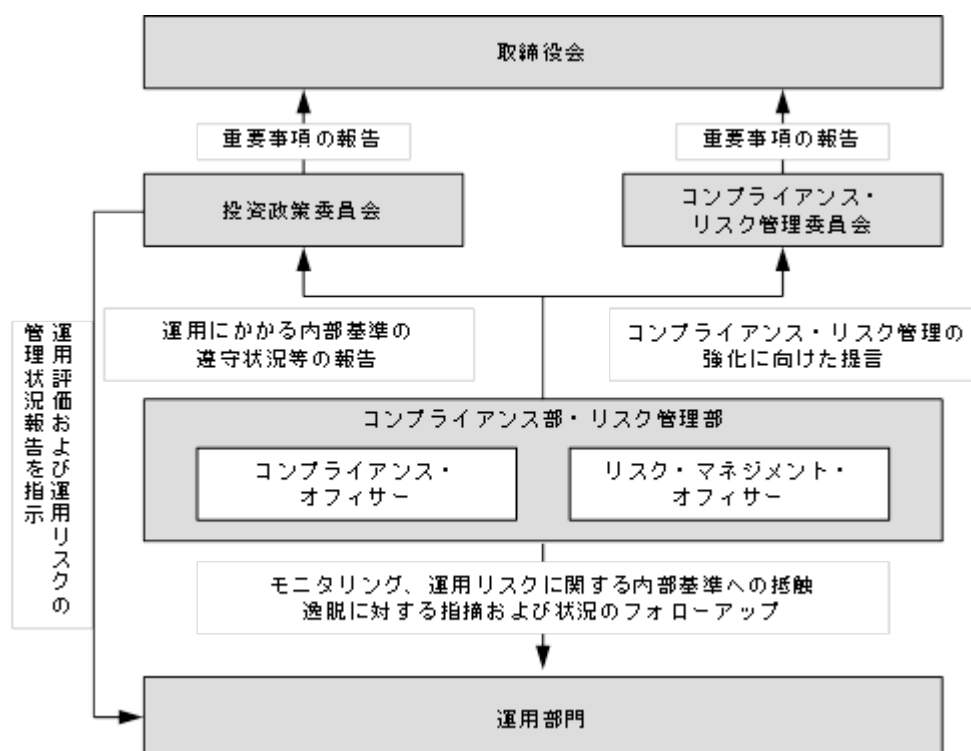 取締役会
重要事項の報告
重要事項の報告
投資政策委員会
コンプライアンス・
リスク管理委員会
運用にかかる内部基準の
遵守状況等の報告
コンプライアンス・リスク管理の
強化に向けた提言
運用評価および運用リスクの
管理状況報告を指示
コンプライアンス部・リスク管理部
コンプライアンス・
オフィサー
リスク・マネジメント・
オフィサー
モニタリング、運用リスクに関する内部基準への抵触
逸脱に対する指摘および状況のフォローアップ
運用部門